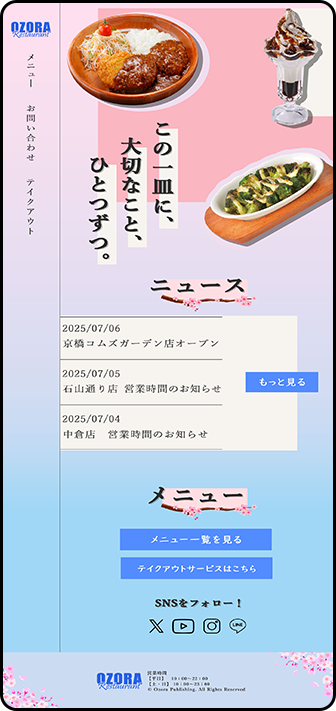 OZORA
Restaurant
メニュー
お問い合わせ
テイクアウト
この一皿に、
大切なこと、
ひとつずつ。
ニュース
2025/07/06
京橋コムズガーデン店オープン
2025/07/05
石山通り店 営業時間のお知らせ
2025/07/04
中倉店　営業時間のお知らせ
もっと見る
メニュー
メニュー一覧を見る
テイクアウトサービスはこちら
SNSをフォロー！
LINE
OZORA
Restaurant
営業時間
【平日】 10:00~22:00
【土・日】10:00~23:00
© Ozora Publishing. All Rights Reserved